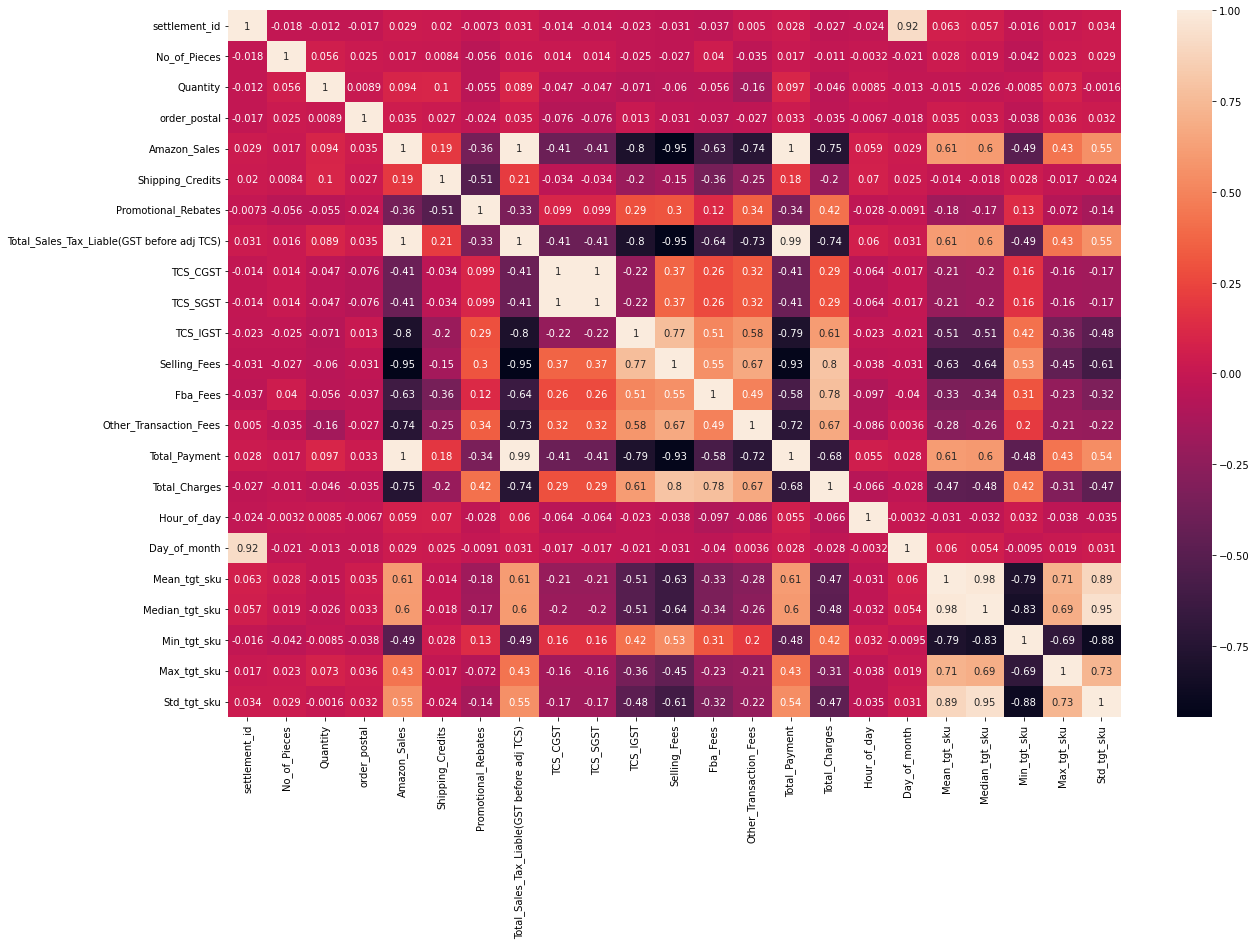 settlement_id 1 -0.018 -0.012 -0.017 0.029 0.02 -0.0073 0.031 -0.014 -0.014 -0.023 -0.031 -0.037 0.005 0.028 -0.027 -0.024 0.92 0.063 0.057 -0.016 0.017 0.034
No_of_Pieces -0.018 1 0.056 0.025 0.017 0.0084 -0.056 0.016 0.014 0.014 -0.025 -0.027 0.04 -0.035 0.017 -0.011 -0.0032 -0.021 0.028 0.019 -0.042 0.023 0.029
Quantity -0.012 0.056 1 0.0089 0.094 0.1 -0.055 0.089 -0.047 -0.047 -0.071 -0.06 -0.056 -0.16 0.097 -0.046 0.0085 -0.013 -0.015 -0.026 -0.0085 0.073 -0.0016
order_postal -0.017 0.025 0.0089 1 0.035 0.027 -0.024 0.035 -0.076 -0.076 0.013 -0.031 -0.037 -0.027 0.033 -0.035 -0.0067 -0.018 0.035 0.033 -0.038 0.036 0.032
Amazon_Sales 0.029 0.017 0.094 0.035 1 0.19 -0.36 1 -0.41 -0.41 -0.8 -0.95 -0.63 -0.74 1 -0.75 0.059 0.029 0.61 0.6 -0.49 0.43 0.55
Shipping_Credits 0.02 0.0084 0.1 0.027 0.19 1 -0.51 0.21 -0.034 -0.034 -0.2 -0.15 -0.36 -0.25 0.18 -0.2 0.07 0.025 -0.014 -0.018 0.028 -0.017 -0.024
Promotional_Rebates -0.0073 -0.056 -0.055 -0.024 -0.36 -0.51 1 -0.33 0.099 0.099 0.29 0.3 0.12 0.34 -0.34 0.42 -0.028 -0.0091 -0.18 -0.17 0.13 -0.072 -0.14
Total_Sales_Tax_Liable(GST before adj TCS) 0.031 0.016 0.089 0.035 1 0.21 -0.33 1 -0.41 -0.41 -0.8 -0.95 -0.64 -0.73 0.99 -0.74 0.06 0.031 0.61 0.6 -0.49 0.43 0.55
TCS_CGST -0.014 0.014 -0.047 -0.076 -0.41 -0.034 0.099 -0.41 1 1 -0.22 0.37 0.26 0.32 -0.41 0.29 -0.064 -0.017 -0.21 -0.2 0.16 -0.16 -0.17
TCS_SGST -0.014 0.014 -0.047 -0.076 -0.41 -0.034 0.099 -0.41 1 1 -0.22 0.37 0.26 0.32 -0.41 0.29 -0.064 -0.017 -0.21 -0.2 0.16 -0.16 -0.17
TCS_IGST -0.023 -0.025 -0.071 0.013 -0.8 -0.2 0.29 -0.8 -0.22 -0.22 1 0.77 0.51 0.58 -0.79 0.61 -0.023 -0.021 -0.51 -0.51 0.42 -0.36 -0.48
Selling_Fees -0.031 -0.027 -0.06 -0.031 -0.95 -0.15 0.3 -0.95 0.37 0.37 0.77 1 0.55 0.67 -0.93 0.8 -0.038 -0.031 -0.63 -0.64 0.53 -0.45 -0.61
Fba_Fees -0.037 0.04 -0.056 -0.037 -0.63 -0.36 0.12 -0.64 0.26 0.26 0.51 0.55 1 0.49 -0.58 0.78 -0.097 -0.04 -0.33 -0.34 0.31 -0.23 -0.32
Other_Transaction_Fees 0.005 -0.035 -0.16 -0.027 -0.74 -0.25 0.34 -0.73 0.32 0.32 0.58 0.67 0.49 1 -0.72 0.67 -0.086 0.0036 -0.28 -0.26 0.2 -0.21 -0.22
Total_Payment 0.028 0.017 0.097 0.033 1 0.18 -0.34 0.99 -0.41 -0.41 -0.79 -0.93 -0.58 -0.72 1 -0.68 0.055 0.028 0.61 0.6 -0.48 0.43 0.54
Total_Charges -0.027 -0.011 -0.046 -0.035 -0.75 -0.2 0.42 -0.74 0.29 0.29 0.61 0.8 0.78 0.67 -0.68 1 -0.066 -0.028 -0.47 -0.48 0.42 -0.31 -0.47
Hour_of_day -0.024 -0.0032 0.0085 -0.0067 0.059 0.07 -0.028 0.06 -0.064 -0.064 -0.023 -0.038 -0.097 -0.086 0.055 -0.066 1 -0.0032 -0.031 -0.032 0.032 -0.038 -0.035
Day_of_month 0.92 -0.021 -0.013 -0.018 0.029 0.025 -0.0091 0.031 -0.017 -0.017 -0.021 -0.031 -0.04 0.0036 0.028 -0.028 -0.0032 1 0.06 0.054 -0.0095 0.019 0.031
Mean_tgt_sku 0.063 0.028 -0.015 0.035 0.61 -0.014 -0.18 0.61 -0.21 -0.21 -0.51 -0.63 -0.33 -0.28 0.61 -0.47 -0.031 0.06 1 0.98 -0.79 0.71 0.89
Median_tgt_sku 0.057 0.019 -0.026 0.033 0.6 -0.018 -0.17 0.6 -0.2 -0.2 -0.51 -0.64 -0.34 -0.26 0.6 -0.48 -0.032 0.054 0.98 1 -0.83 0.69 0.95
Min_tgt_sku -0.016 -0.042 -0.0085 -0.038 -0.49 0.028 0.13 -0.49 0.16 0.16 0.42 0.53 0.31 0.2 -0.48 0.42 0.032 -0.0095 -0.79 -0.83 1 -0.69 -0.88
Max_tgt_sku 0.017 0.023 0.073 0.036 0.43 -0.017 -0.072 0.43 -0.16 -0.16 -0.36 -0.45 -0.23 -0.21 0.43 -0.31 -0.038 0.019 0.71 0.69 -0.69 1 0.73
Std_tgt_sku 0.034 0.029 -0.0016 0.032 0.55 -0.024 -0.14 0.55 -0.17 -0.17 -0.48 -0.61 -0.32 -0.22 0.54 -0.47 -0.035 0.031 0.89 0.95 -0.88 0.73 1
settlement_id
No_of_Pieces
Quantity
order_postal
Amazon_Sales
Shipping_Credits
Promotional_Rebates
Total_Sales_Tax_Liable(GST before adj TCS)
TCS_CGST
TCS_SGST
TCS_IGST
Selling_Fees
Fba_Fees
Other_Transaction_Fees
Total_Payment
Total_Charges
Hour_of_day
Day_of_month
Mean_tgt_sku
Median_tgt_sku
Min_tgt_sku
Max_tgt_sku
Std_tgt_sku
1.00
0.75
0.50
0.25
0.00
−0.25
−0.50
−0.75